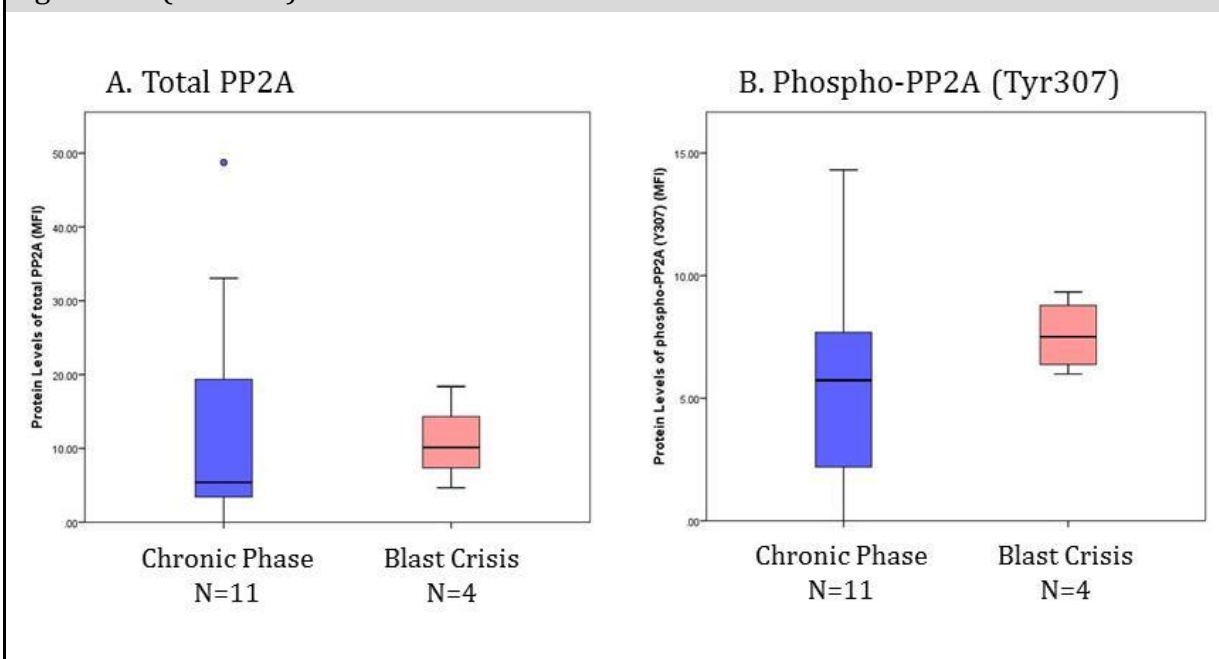 A. Total PP2A
Protein Levels of total PP2A (MFI)
50.00
40.00
30.00
20.00
10.00
.00
Chronic Phase
N=11
Blast Crisis
N=4
B. Phospho-PP2A (Tyr307)
Protein Levels of phospho-PP2A (Y307) (MFI)
15.00
10.00
5.00
.00
Chronic Phase
N=11
Blast Crisis
N=4